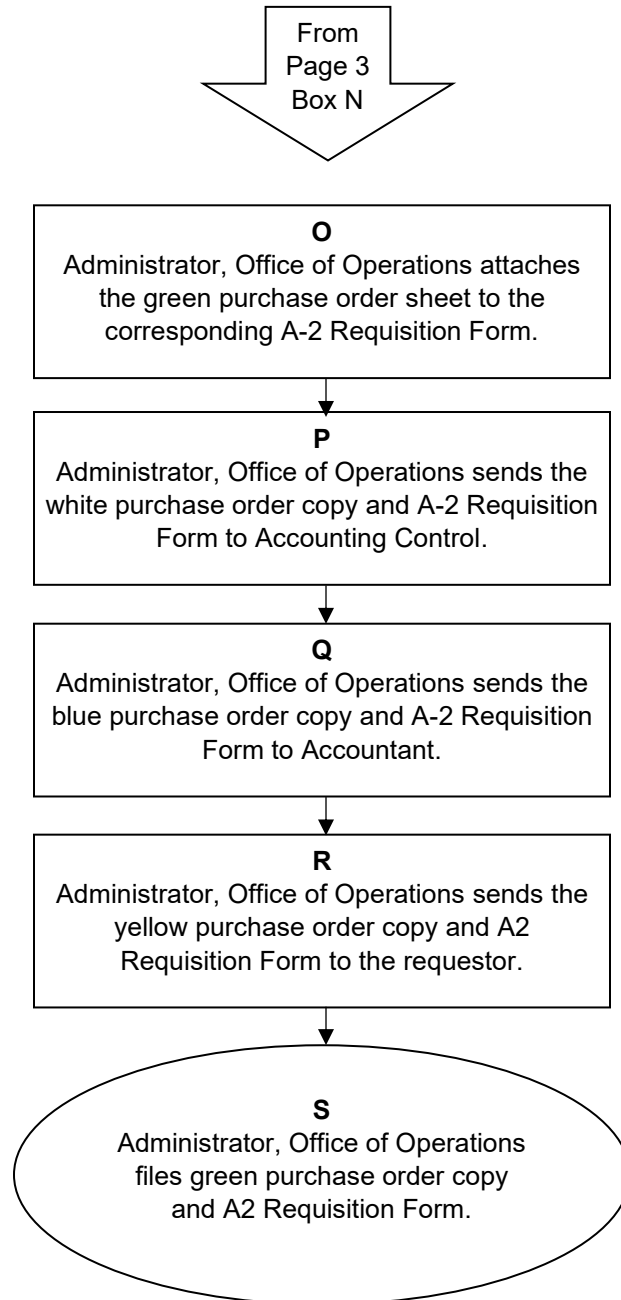 From
Page 3
Box N
O
Administrator, Office of Operations attaches
the green purchase order sheet to the
corresponding A-2 Requisition Form.
P
Administrator, Office of Operations sends the
white purchase order copy and A-2 Requisition
Form to Accounting Control.
Q
Administrator, Office of Operations sends the
blue purchase order copy and A-2 Requisition
Form to Accountant.
R
Administrator, Office of Operations sends the
yellow purchase order copy and A2
Requisition Form to the requestor.
S
Administrator, Office of Operations
files green purchase order copy
and A2 Requisition Form.